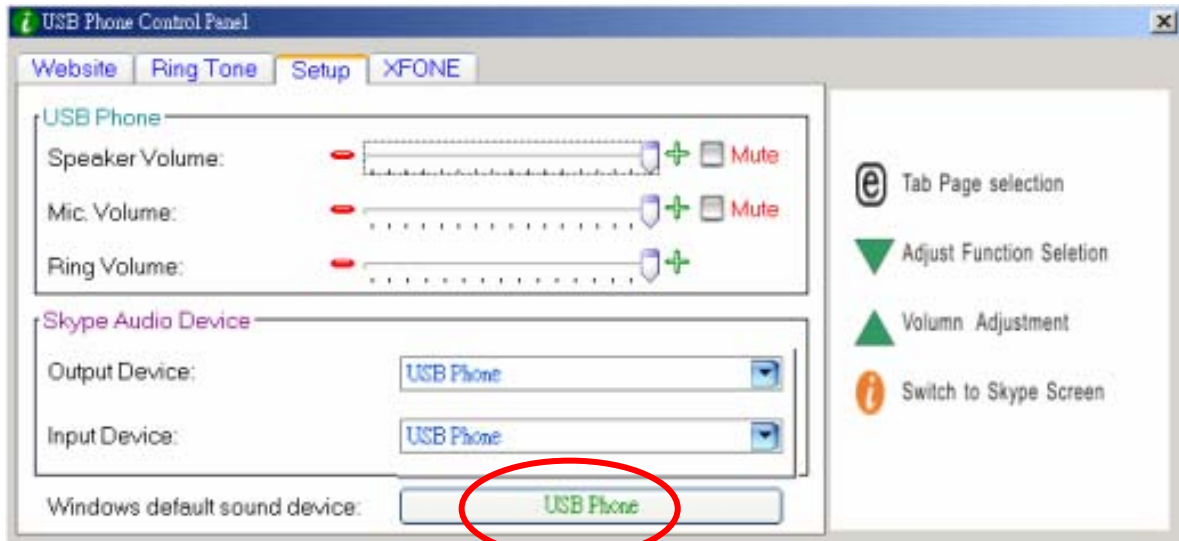 USB Phone Control Panel
Website Ring Tone Setup XFONE
USB Phone
Speaker Volume: Mute
Mic. Volume: Mute
Ring Volume:
Skype Audio Device
Output Device: USB Phone
Input Device: USB Phone
Windows default sound device: USB Phone
e Tab Page selection
Adjust Function Seletion
Volumn Adjustment
i Switch to Skype Screen